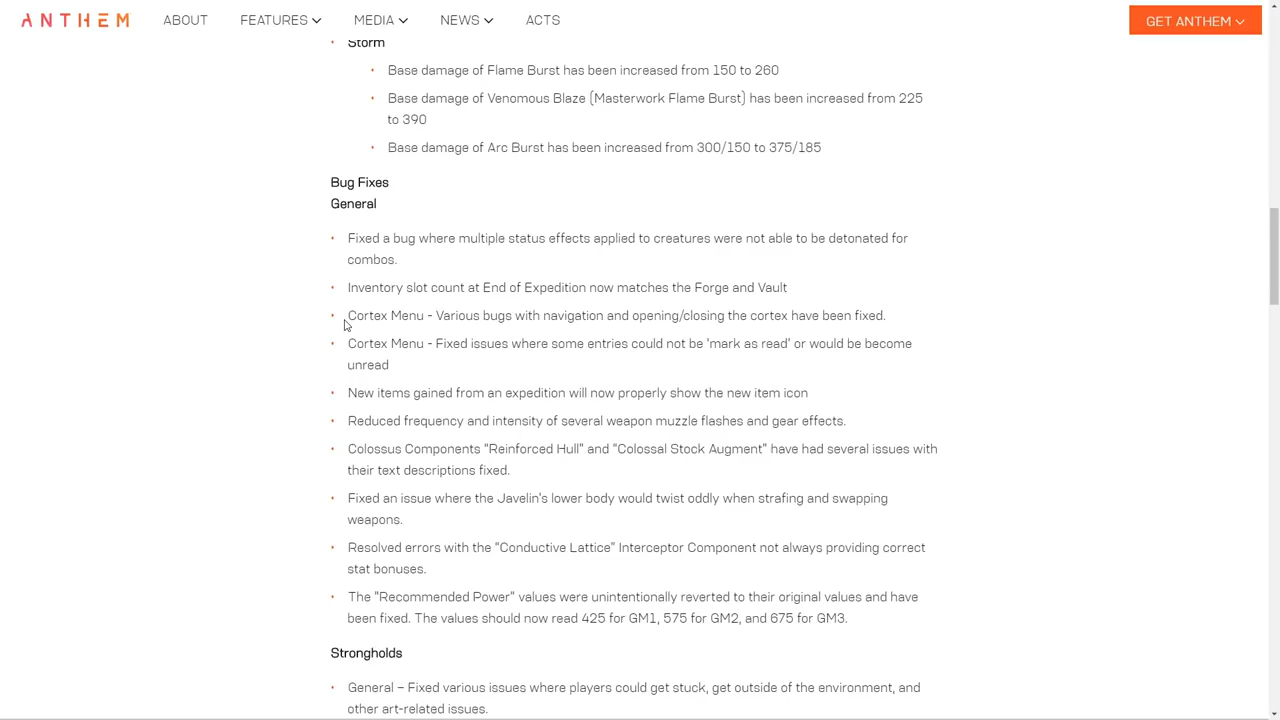 ANTHEM ABOUT FEATURES MEDIA NEWS ACTS GET ANTHEM
Storm
Base damage of Flame Burst has been increased from 150 to 260
Base damage of Venomous Blaze (Masterwork Flame Burst) has been increased from 225
to 390
Base damage of Arc Burst has been increased from 300/150 to 375/185
Bug Fixes
General
Fixed a bug where multiple status effects applied to creatures were not able to be detonated for
combos.
Inventory slot count at End of Expedition now matches the Forge and Vault
Cortex Menu - Various bugs with navigation and opening/closing the cortex have been fixed.
Cortex Menu - Fixed issues where some entries could not be 'mark as read' or would be become
unread
New items gained from an expedition will now properly show the new item icon
Reduced frequency and intensity of several weapon muzzle flashes and gear effects.
Colossus Components "Reinforced Hull" and "Colossal Stock Augment" have had several issues with
their text descriptions fixed.
Fixed an issue where the Javelin's lower body would twist oddly when strafing and swapping
weapons.
Resolved errors with the "Conductive Lattice" Interceptor Component not always providing correct
stat bonuses.
The "Recommended Power" values were unintentionally reverted to their original values and have
been fixed. The values should now read 425 for GM1, 575 for GM2, and 675 for GM3.
Strongholds
General – Fixed various issues where players could get stuck, get outside of the environment, and
other art-related issues.